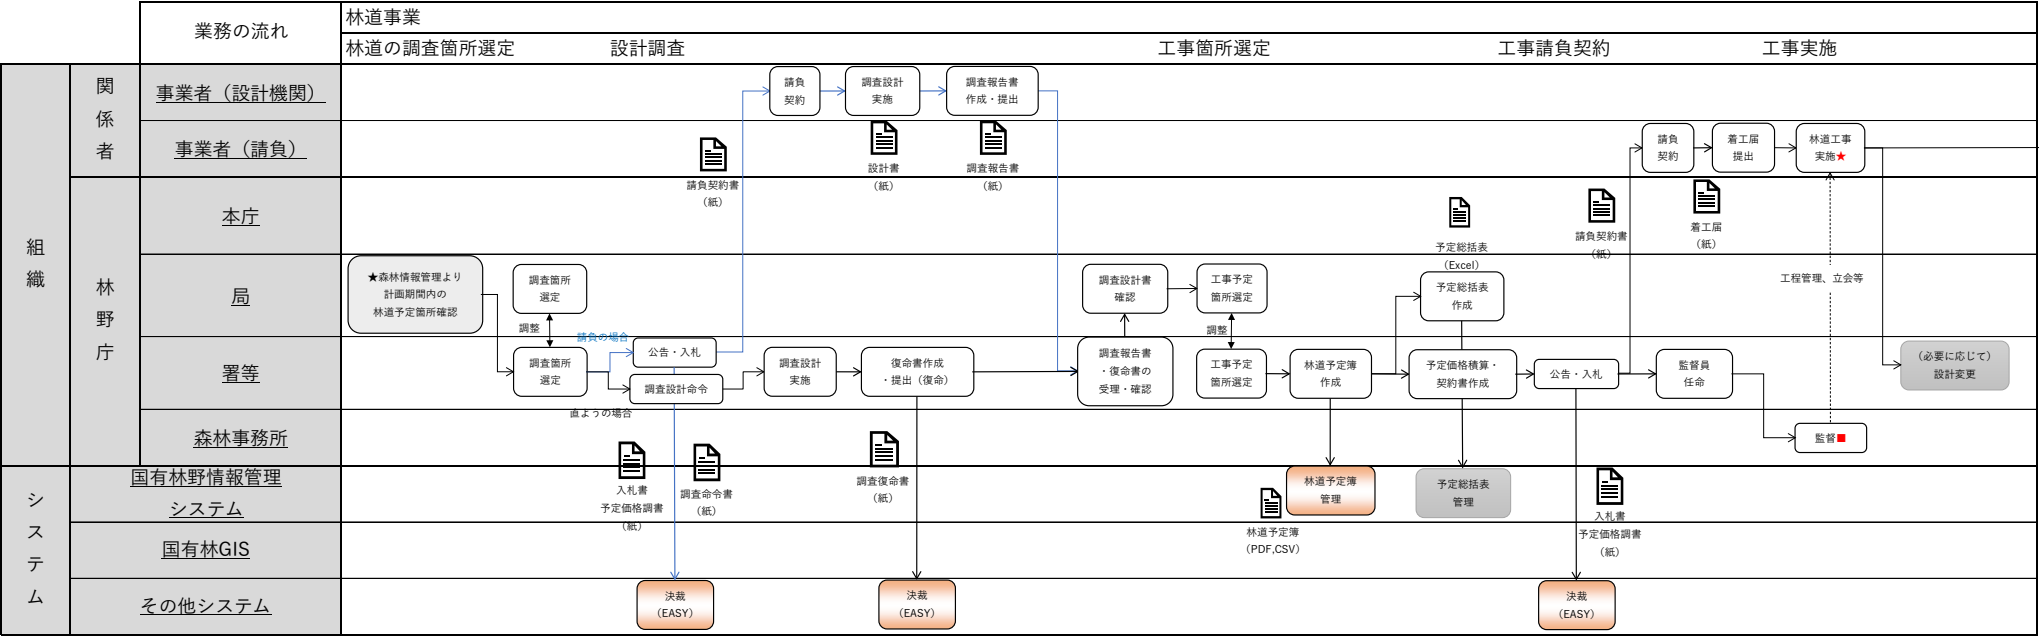 業務の流れ
林道事業
林道の調査箇所選定
設計調査
工事箇所選定
工事請負契約
工事実施
組織
関係者
事業者（設計機関）
請負
契約
調査設計
実施
調査報告書
作成・提出
事業者（請負）
請負契約書
（紙）
設計書
（紙）
調査報告書
（紙）
請負
契約
着工届
提出
林道工事
実施★
林野庁
本庁
予定総括表
（Excel）
請負契約書
（紙）
着工届
（紙）
局
★森林情報管理より
計画期間内の
林道予定箇所確認
調査箇所
選定
調整
調査設計書
確認
工事予定
箇所選定
調整
予定総括表
作成
工程管理、立会等
署等
調査箇所
選定
請負の場合
公告・入札
調査設計命令
直ようの場合
調査設計
実施
復命書作成
・提出（復命）
調査報告書
・復命書の
受理・確認
工事予定
箇所選定
林道予定簿
作成
予定価格積算・
契約書作成
公告・入札
監督員
任命
（必要に応じて）
設計変更
森林事務所
監督■
システム
国有林野情報管理
システム
入札書
予定価格調書
（紙）
調査命令書
（紙）
調査復命書
（紙）
林道予定簿
（PDF,CSV）
林道予定簿
管理
予定総括表
管理
入札書
予定価格調書
（紙）
国有林GIS
その他システム
決裁
（EASY）
決裁
（EASY）
決裁
（EASY）